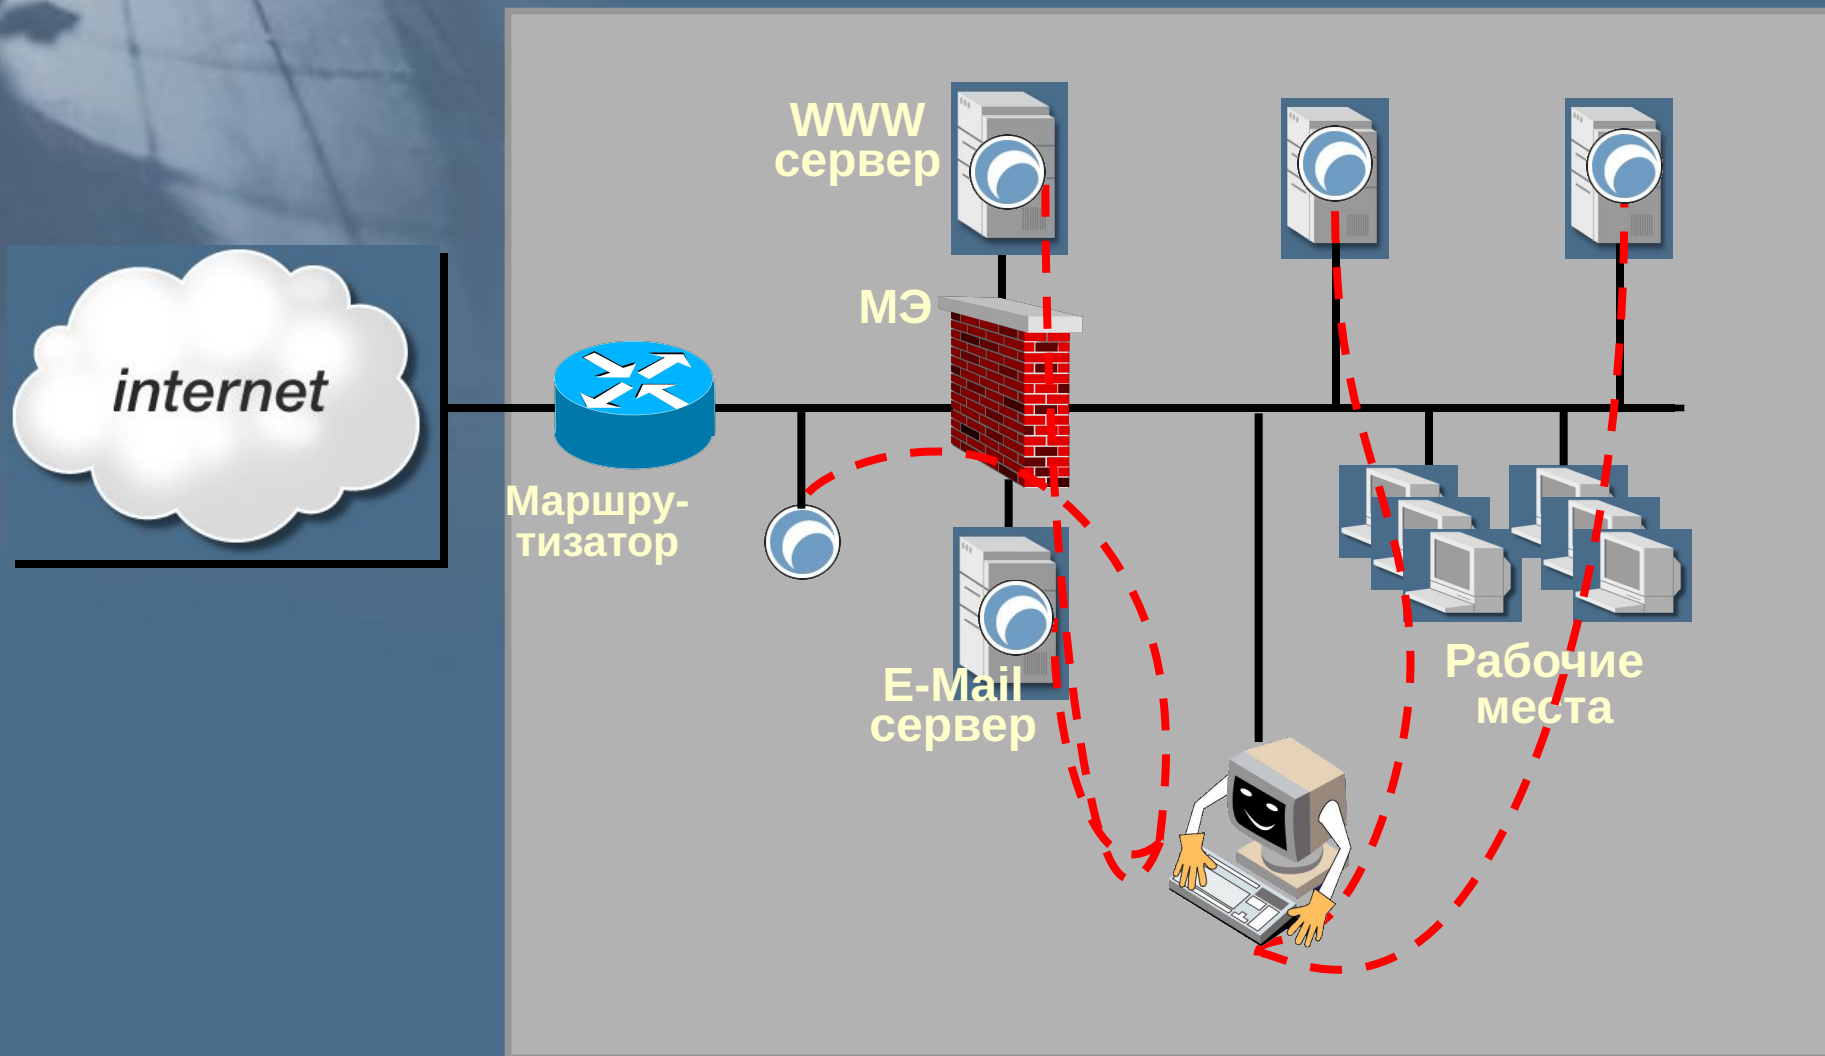 WWW
сервер
МЭ
internet
Маршру-
тизатор
E-Mail
сервер
Рабочие
места